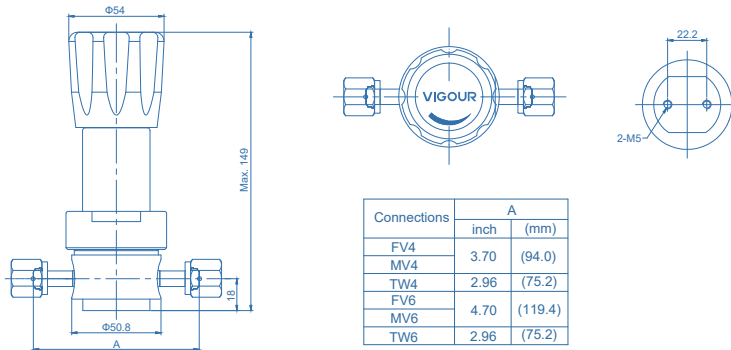 Φ54
Max. 149
18
Φ50.8
A
VIGOUR
22.2
2-M5
Connections A
inch (mm)
FV4 3.70 (94.0)
MV4
TW4 2.96 (75.2)
FV6 4.70 (119.4)
MV6
TW6 2.96 (75.2)